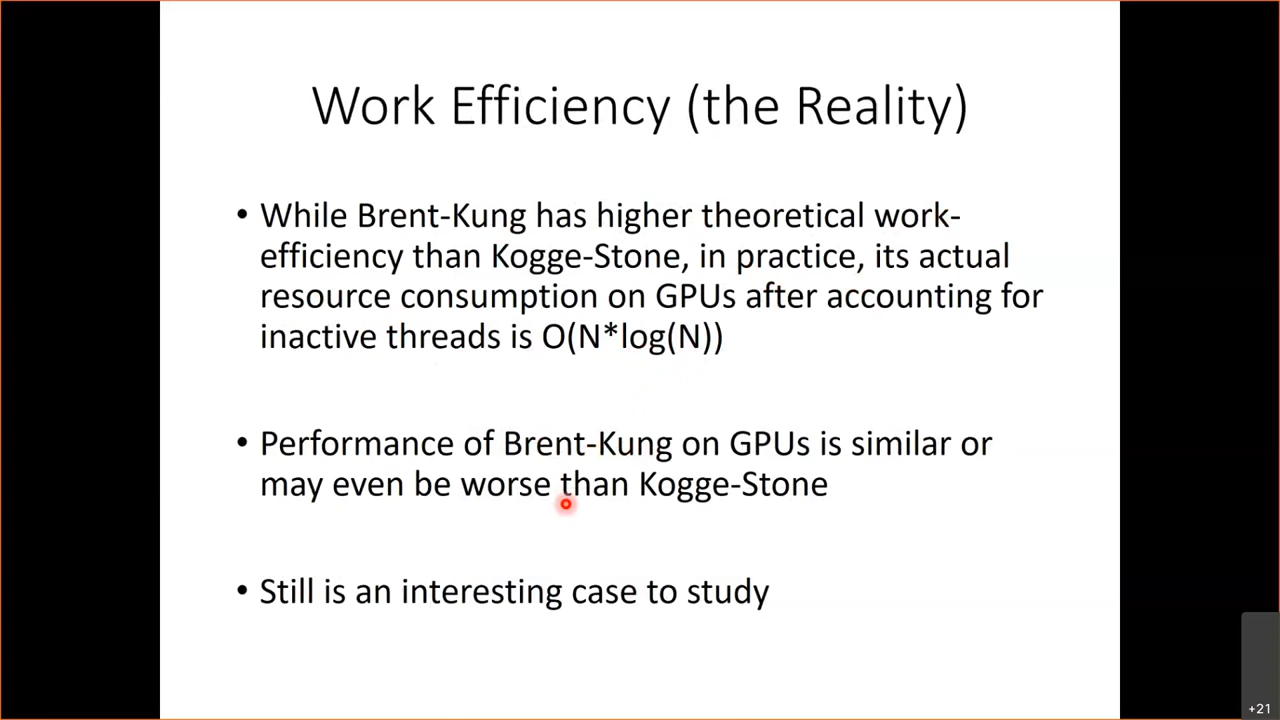 Work Efficiency (the Reality)
• While Brent-Kung has higher theoretical work-
efficiency than Kogge-Stone, in practice, its actual
resource consumption on GPUs after accounting for
inactive threads is O(N*log(N))
• Performance of Brent-Kung on GPUs is similar or
may even be worse than Kogge-Stone
• Still is an interesting case to study
+21